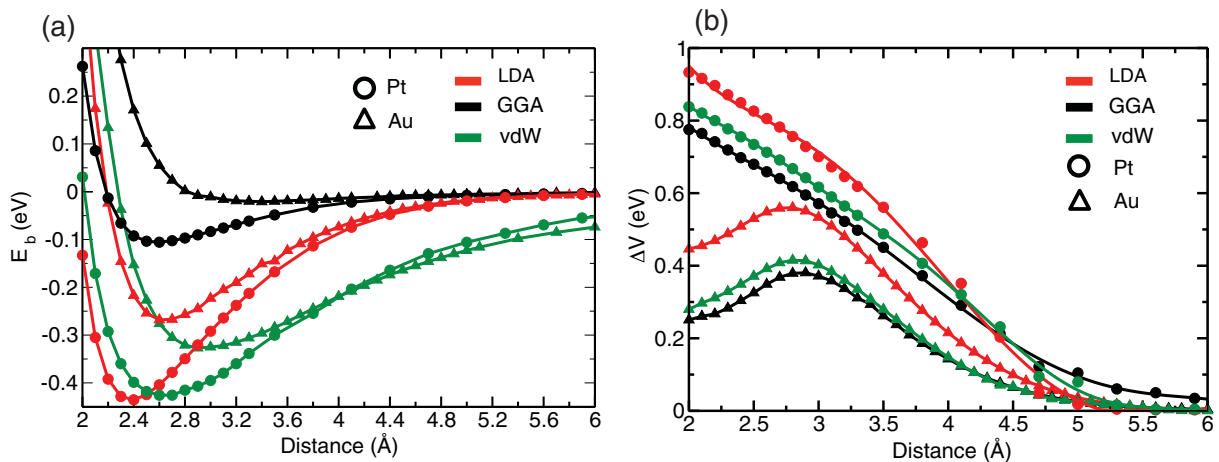 (a)
0.2
0.1
0
-0.1
-0.2
-0.3
-0.4
E_b (eV)
Pt
Au
LDA
GGA
vdW
2 2.4 2.8 3.2 3.6 4 4.4 4.8 5.2 5.6 6
Distance (Å)
(b)
1
0.8
0.6
0.4
0.2
0
ΔV (eV)
LDA
GGA
vdW
Pt
Au
2 2.5 3 3.5 4 4.5 5 5.5 6
Distance (Å)